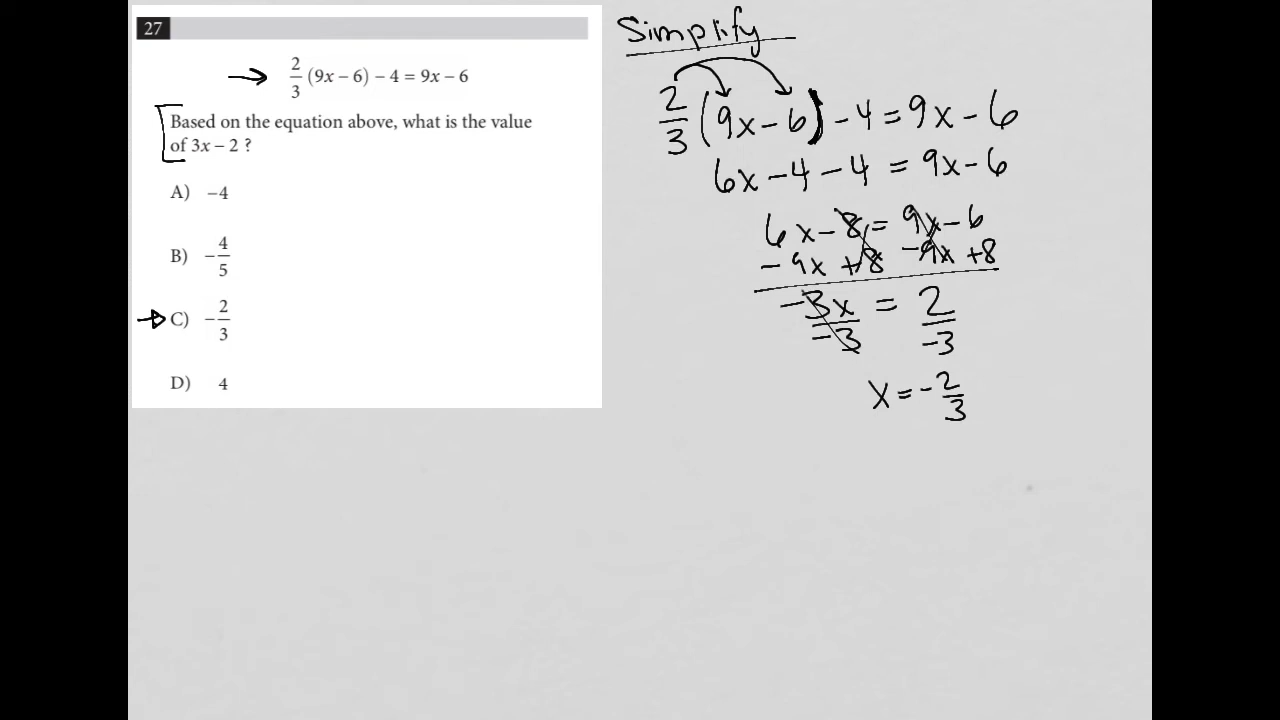 27
2/3 (9x – 6) – 4 = 9x – 6
Based on the equation above, what is the value
of 3x – 2 ?
A) –4
B) –4/5
C) –2/3
D) 4
Simplify
2/3 (9x – 6) – 4 = 9x – 6
6x – 4 – 4 = 9x – 6
6x – 8 = 9x – 6
– 9x + 8 – 9x + 8
–3x/–3 = 2/–3
x = –2/3